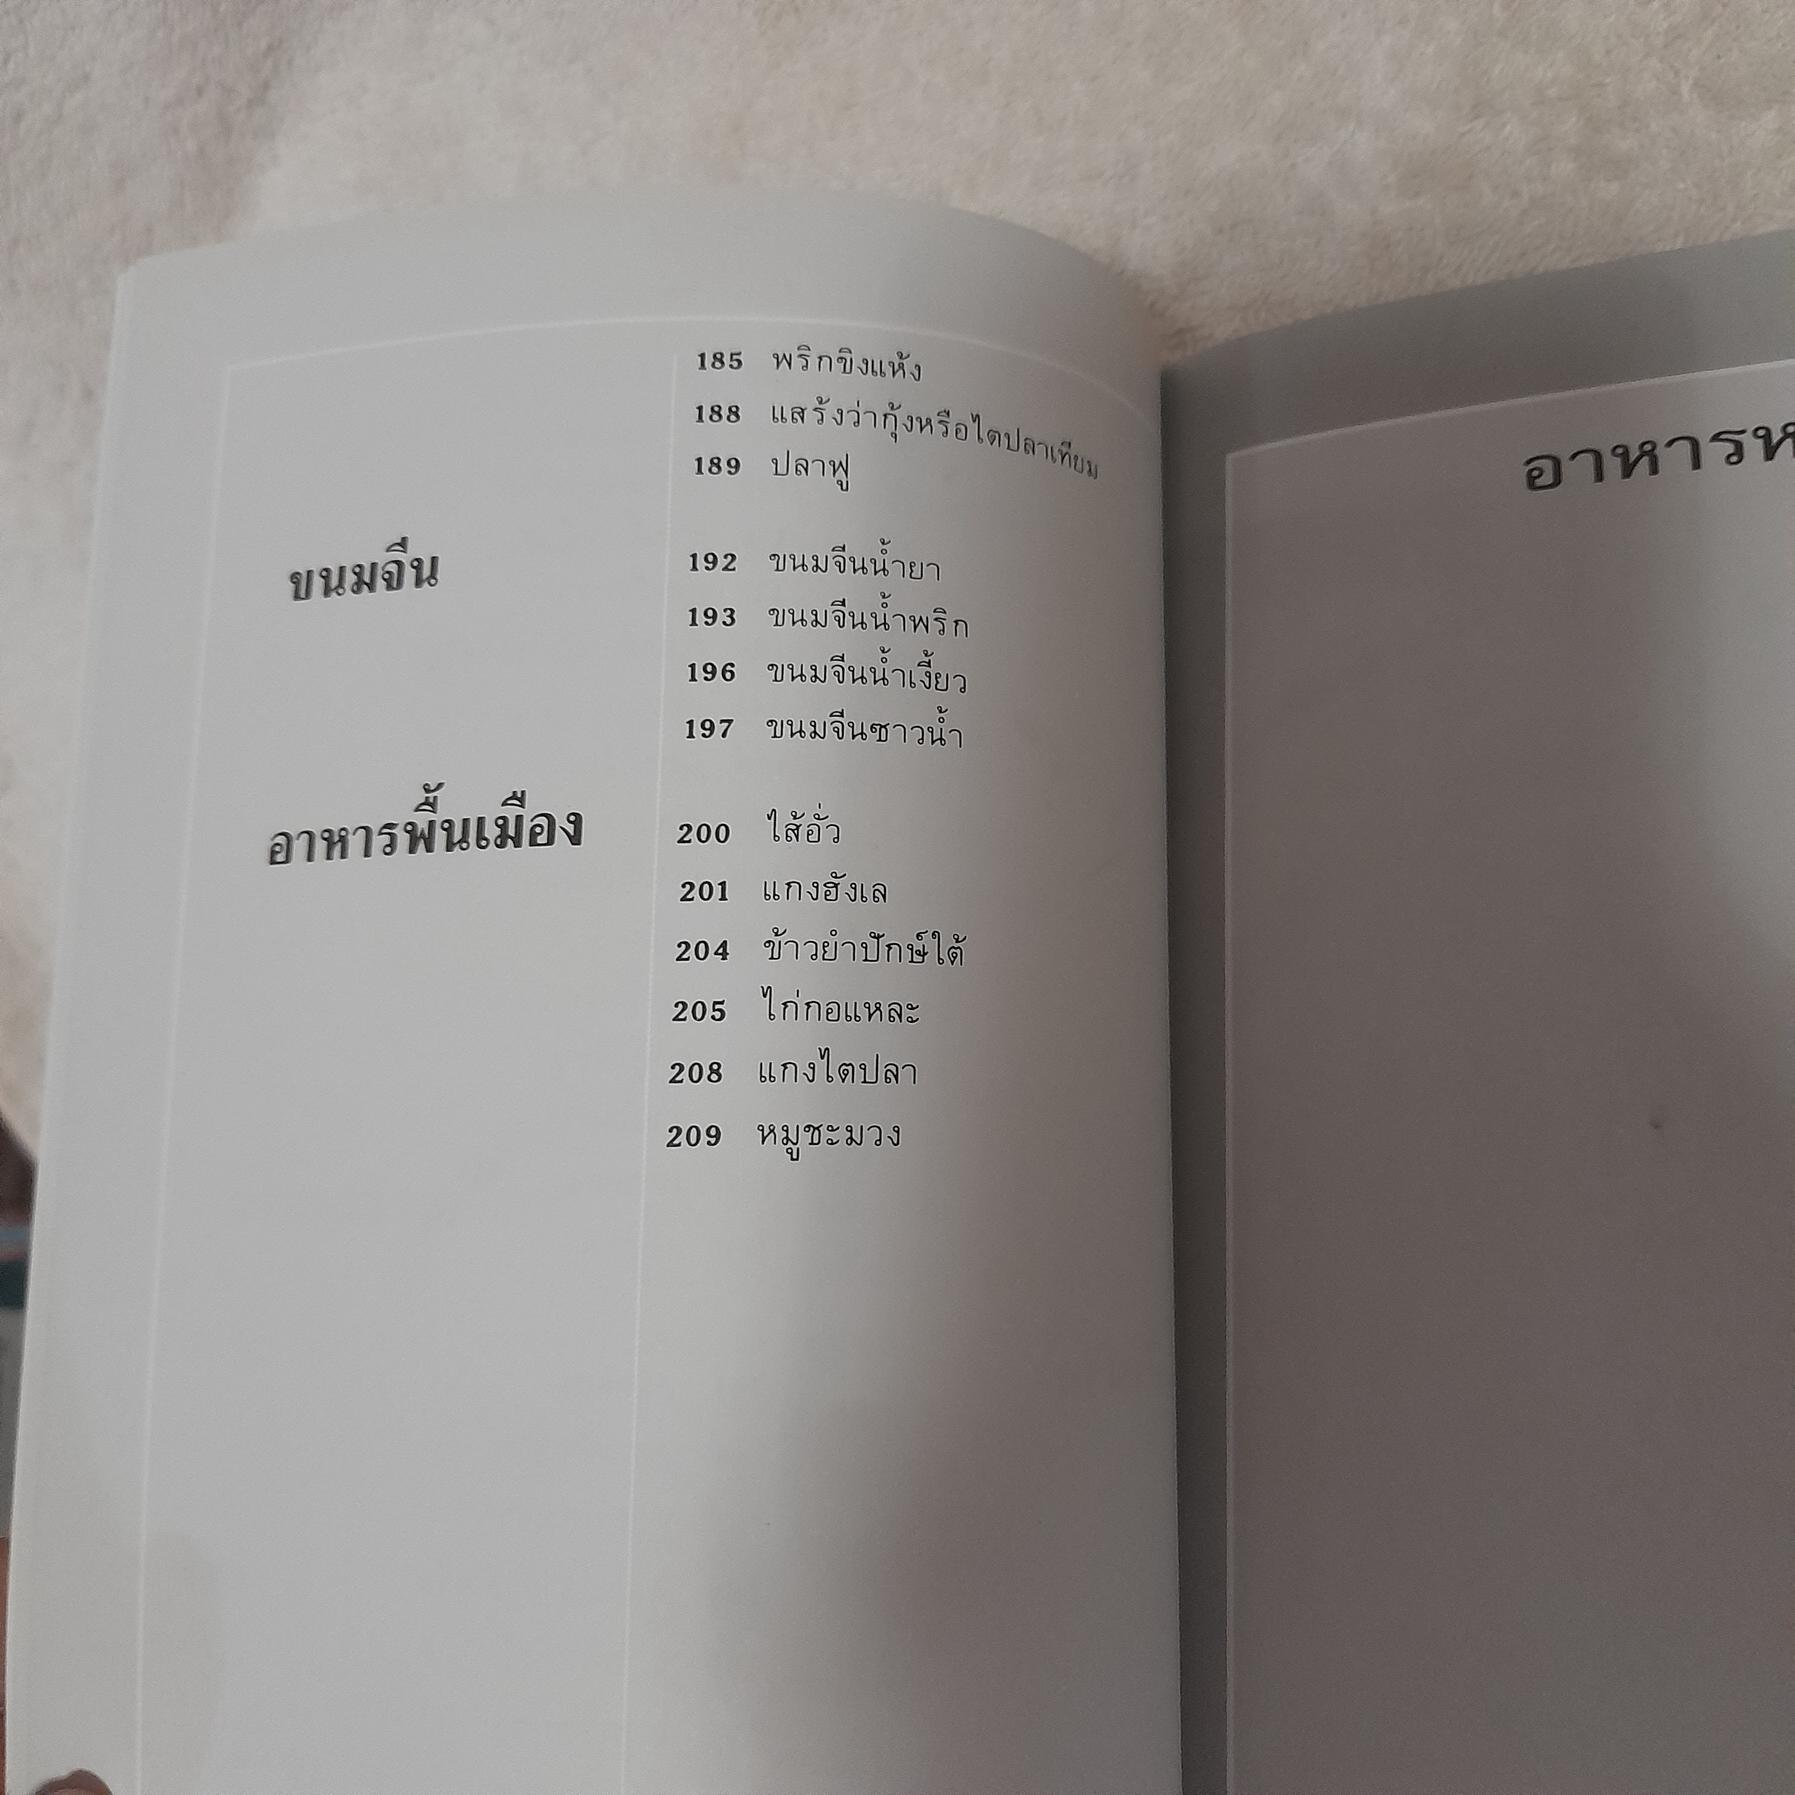 185 พริกขิงแห้ง
188 แสร้งว่ากุ้งหรือไตปลาเทียม
189 ปลาฟู
ขนมจีน
192 ขนมจีนน้ำยา
193 ขนมจีนน้ำพริก
196 ขนมจีนน้ำเงี้ยว
197 ขนมจีนซาวน้ำ
อาหารพื้นเมือง
200 ไส้อั่ว
201 แกงฮังเล
204 ข้าวยำปักษ์ใต้
205 ไก่กอแหละ
208 แกงไตปลา
209 หมูชะมวง